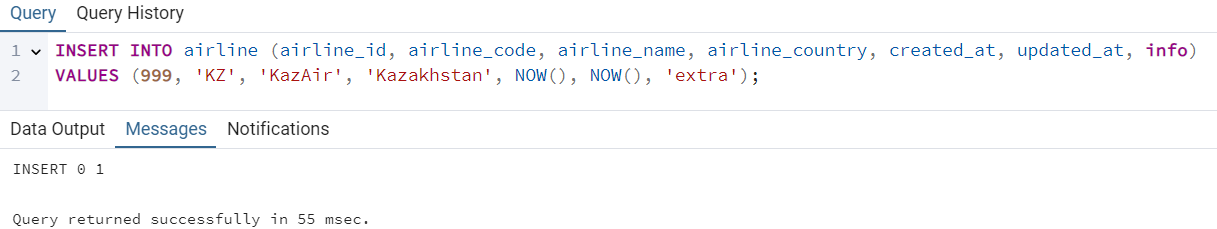 Query Query History
1 INSERT INTO airline (airline_id, airline_code, airline_name, airline_country, created_at, updated_at, info)
2 VALUES (999, 'KZ', 'KazAir', 'Kazakhstan', NOW(), NOW(), 'extra');
Data Output Messages Notifications
INSERT 0 1
Query returned successfully in 55 msec.